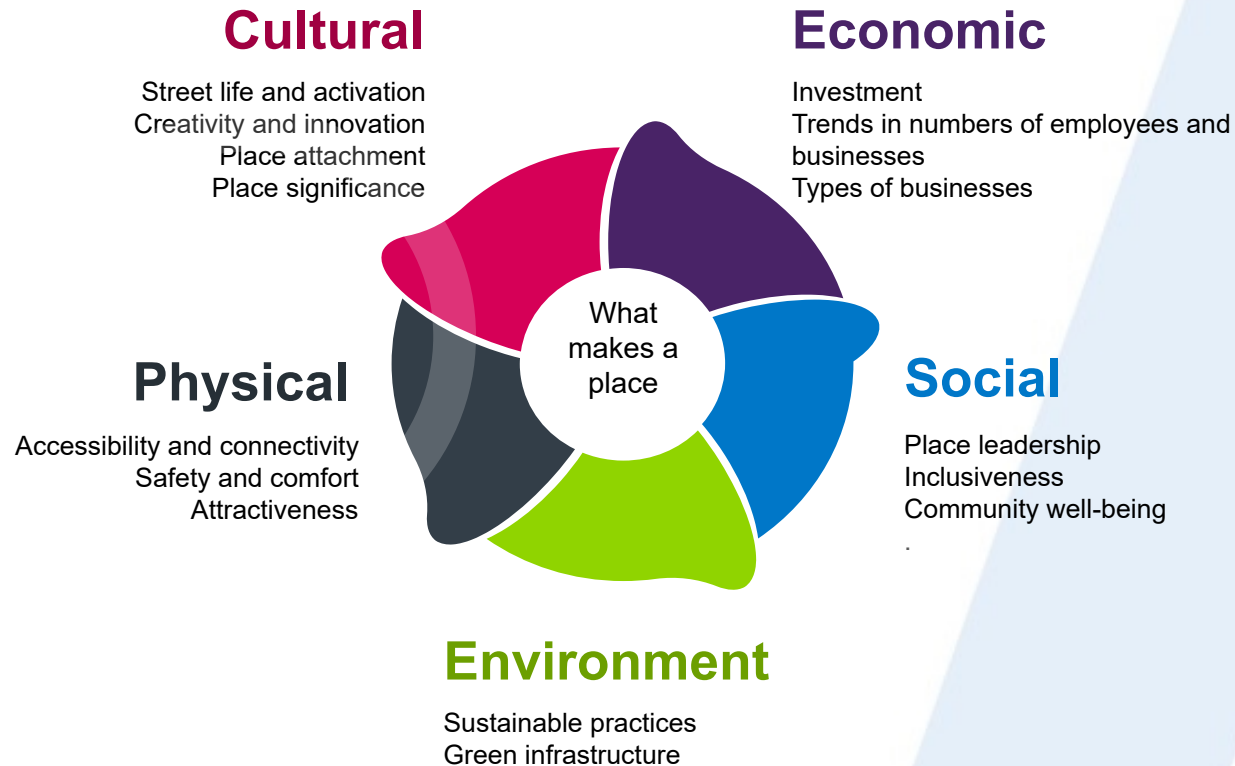 Cultural
Street life and activation
Creativity and innovation
Place attachment
Place significance
Economic
Investment
Trends in numbers of employees and
businesses
Types of businesses
What
makes a
place
Physical
Accessibility and connectivity
Safety and comfort
Attractiveness
Social
Place leadership
Inclusiveness
Community well-being
.
Environment
Sustainable practices
Green infrastructure